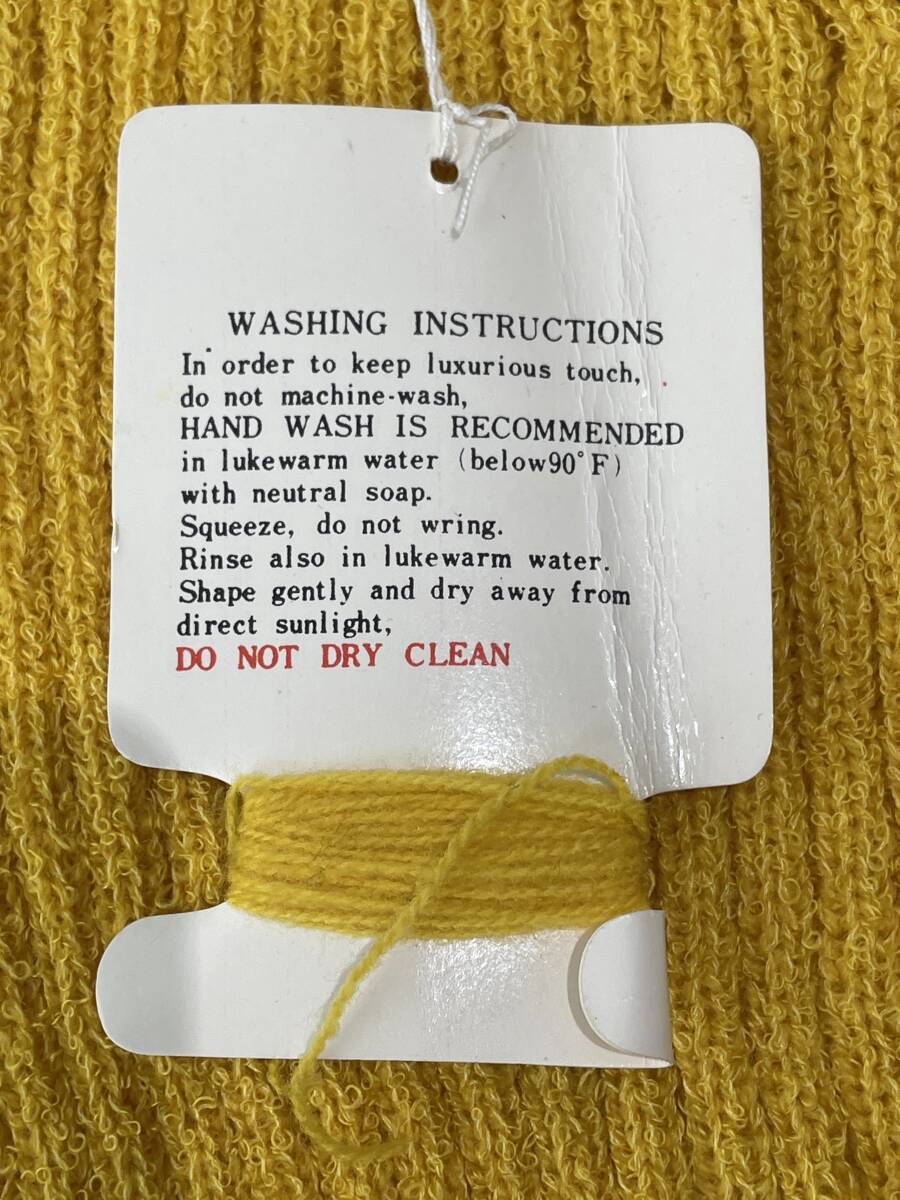 WASHING INSTRUCTIONS
In order to keep luxurious touch,
do not machine-wash,
HAND WASH IS RECOMMENDED
in lukewarm water (below90°F)
with neutral soap.
Squeeze, do not wring.
Rinse also in lukewarm water.
Shape gently and dry away from
direct sunlight,
DO NOT DRY CLEAN